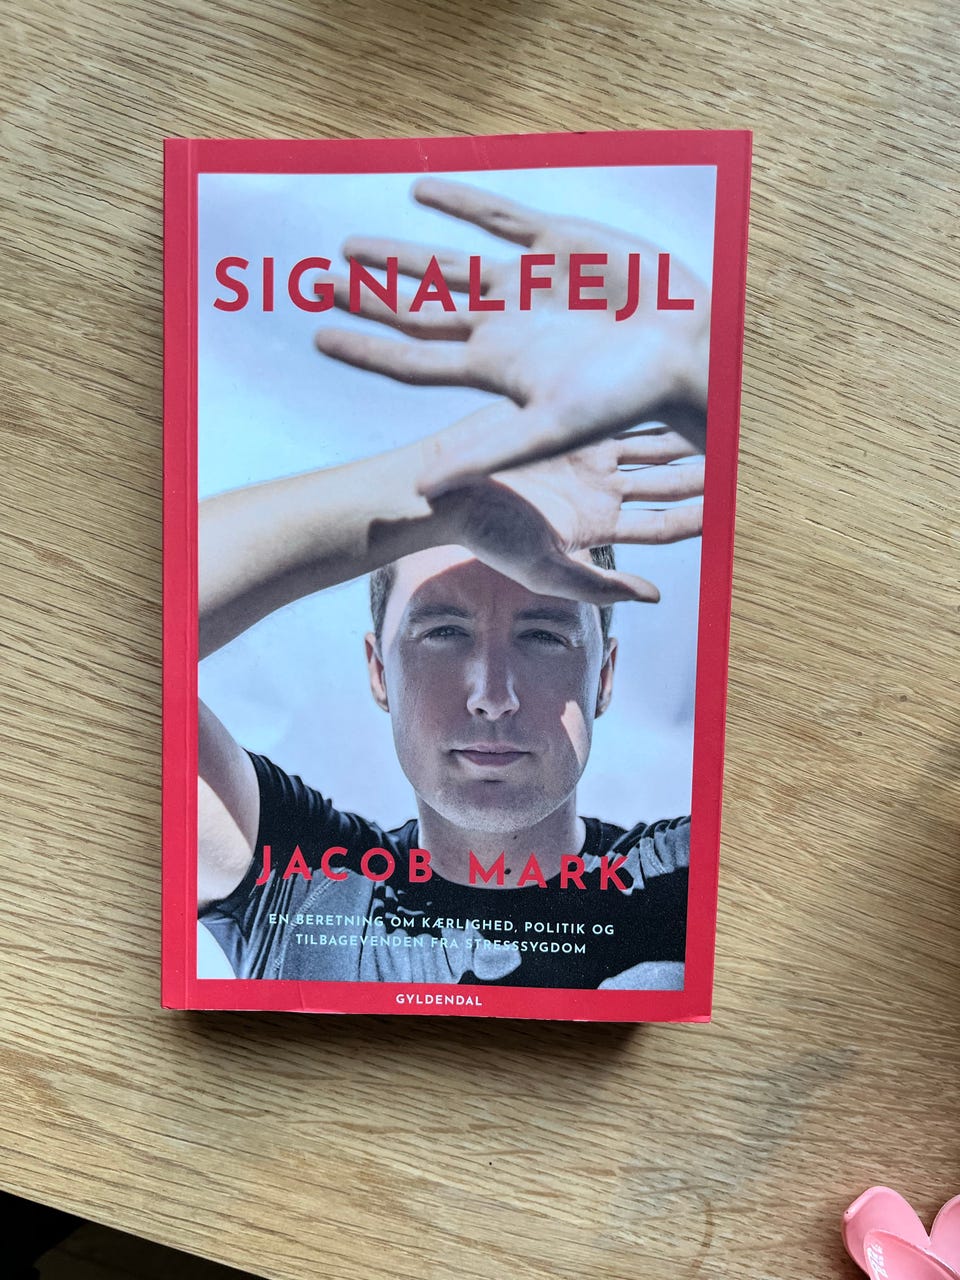 SIGNALFEJL
JACOB MARK
EN BERETNING OM KÆRLIGHED, POLITIK OG
TILBAGEVENDEN FRA STRESSSYGDOM
GYLDENDAL